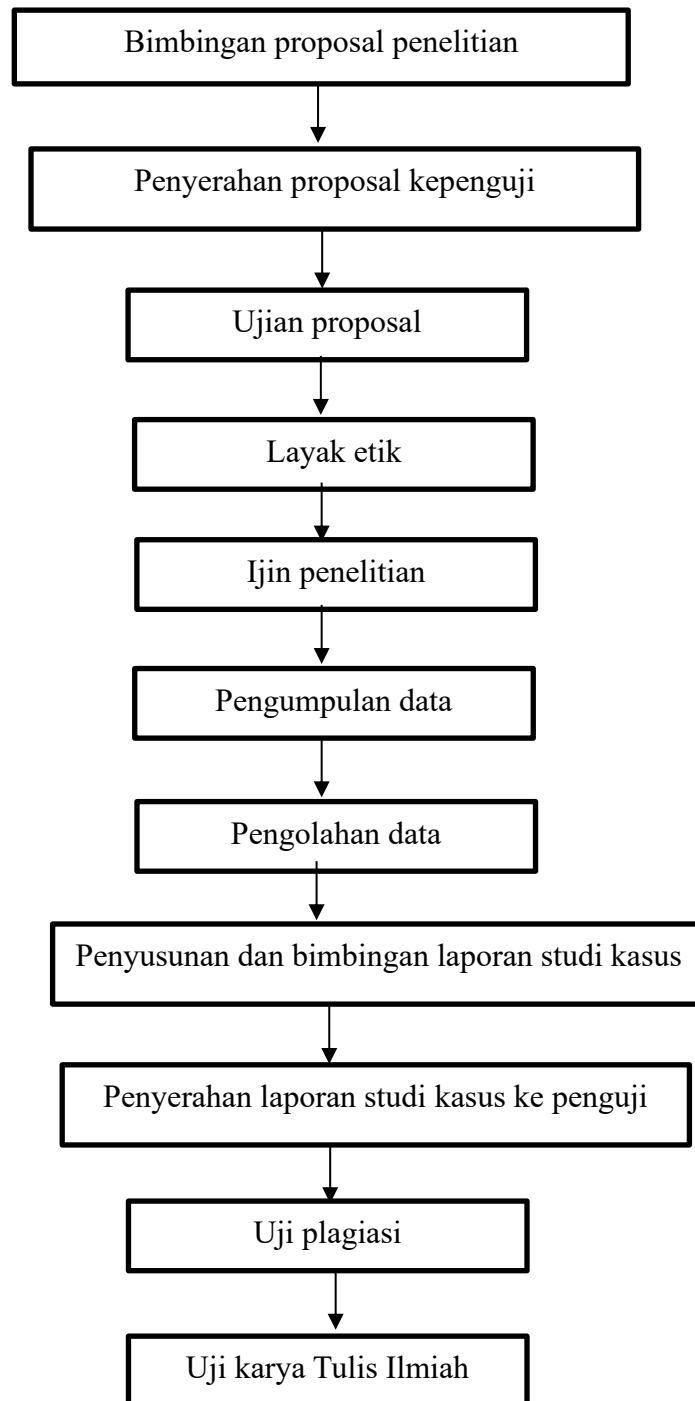 Bimbingan proposal penelitian
Penyerahan proposal kepenguji
Ujian proposal
Layak etik
Ijin penelitian
Pengumpulan data
Pengolahan data
Penyusunan dan bimbingan laporan studi kasus
Penyerahan laporan studi kasus ke penguji
Uji plagiasi
Uji karya Tulis Ilmiah